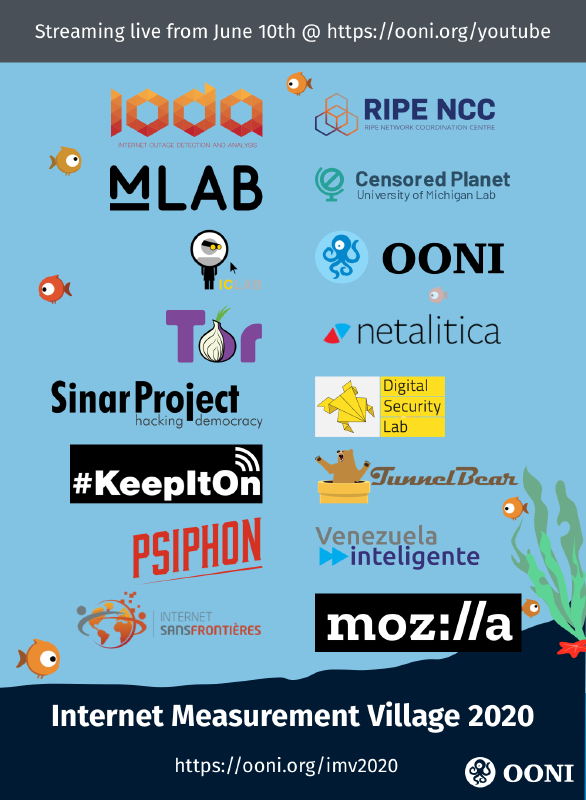 Streaming live from June 10th @ https://ooni.org/youtube
ioda
INTERNET OUTAGE DETECTION AND ANALYSIS
RIPE NCC
RIPE NETWORK COORDINATION CENTRE
MLAB
Censored Planet
University of Michigan Lab
ICLAB
OONI
Tor
netalitica
SinarProject
hacking democracy
Digital
Security
Lab
#KeepItOn
TunnelBear
PSIPHON
Venezuela
inteligente
INTERNET
SANSFRONTIÈRES
moz://a
Internet Measurement Village 2020
https://ooni.org/imv2020
OONI